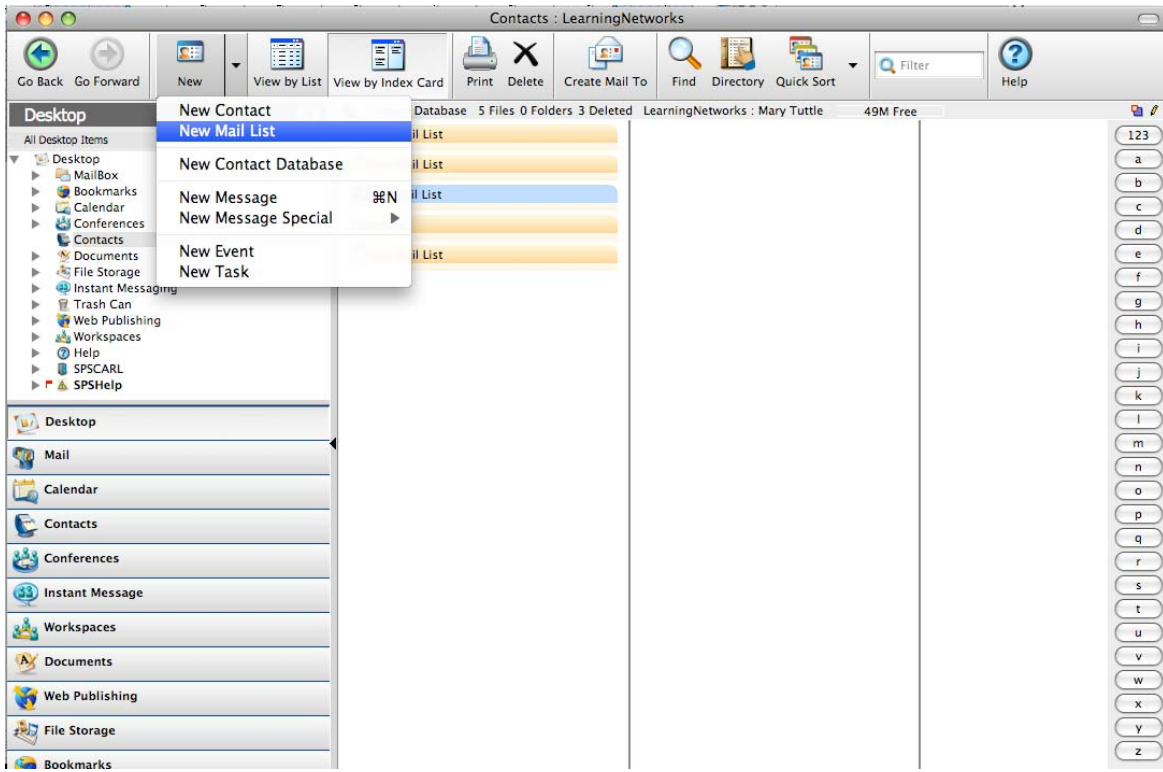 Contacts : LearningNetworks
Go Back Go Forward New View by List View by Index Card Print Delete Create Mail To Find Directory Quick Sort Filter Help
Desktop
All Desktop Items
Desktop
MailBox
Bookmarks
Calendar
Conferences
Contacts
Documents
File Storage
Instant Messaging
Trash Can
Web Publishing
Workspaces
Help
SPSCARL
SPSHelp
Desktop
Mail
Calendar
Contacts
Conferences
Instant Message
Workspaces
Documents
Web Publishing
File Storage
Bookmarks
New Contact
New Mail List
New Contact Database
New Message ⌘N
New Message Special
New Event
New Task
Database 5 Files 0 Folders 3 Deleted LearningNetworks : Mary Tuttle 49M Free
List
List
List
List
123
a
b
c
d
e
f
g
h
i
j
k
l
m
n
o
p
q
r
s
t
u
v
w
x
y
z